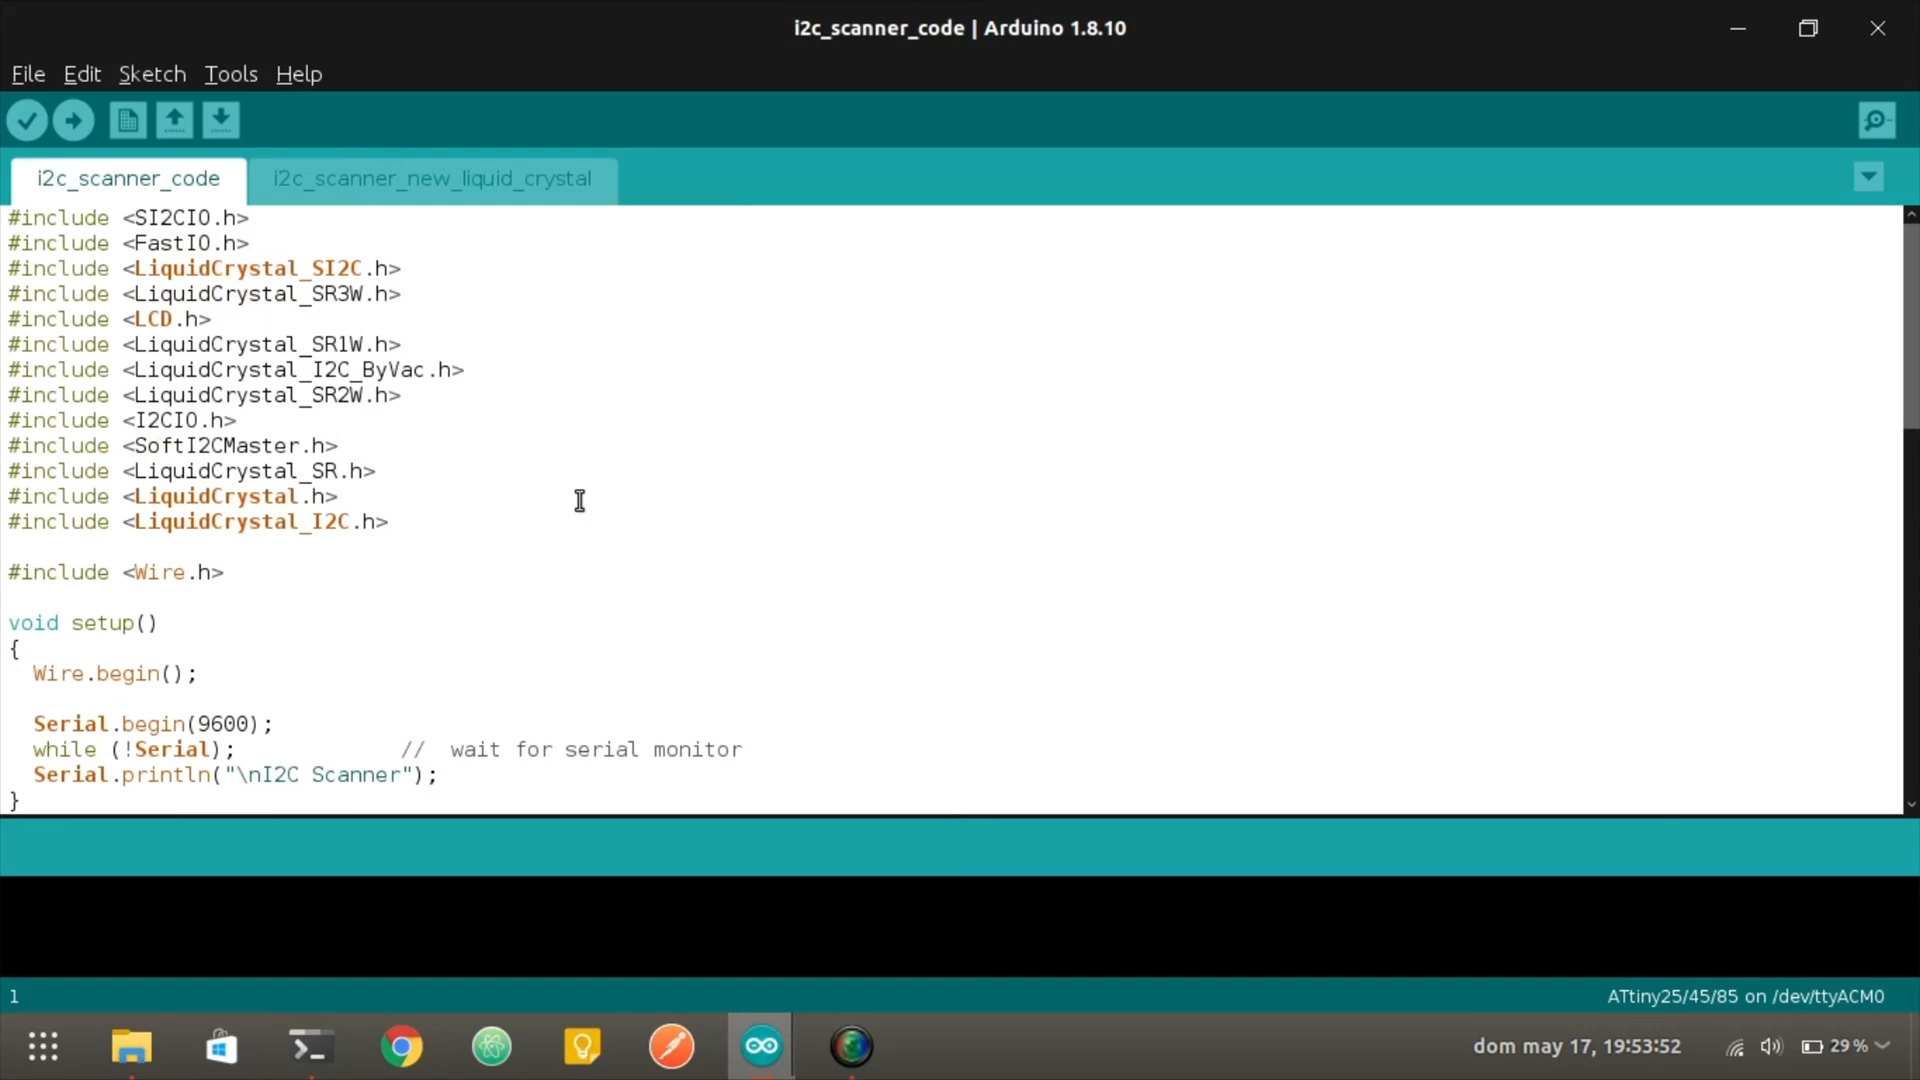 i2c_scanner_code | Arduino 1.8.10
File Edit Sketch Tools Help
i2c_scanner_code i2c_scanner_new_liquid_crystal
#include <SI2CIO.h>
#include <FastIO.h>
#include <LiquidCrystal_SI2C.h>
#include <LiquidCrystal_SR3W.h>
#include <LCD.h>
#include <LiquidCrystal_SR1W.h>
#include <LiquidCrystal_I2C_ByVac.h>
#include <LiquidCrystal_SR2W.h>
#include <I2CIO.h>
#include <SoftI2CMaster.h>
#include <LiquidCrystal_SR.h>
#include <LiquidCrystal.h>
#include <LiquidCrystal_I2C.h>
#include <Wire.h>
void setup()
{
Wire.begin();
Serial.begin(9600);
while (!Serial); // wait for serial monitor
Serial.println("\nI2C Scanner");
}
1 ATtiny25/45/85 on /dev/ttyACM0
dom may 17, 19:53:52 29 %